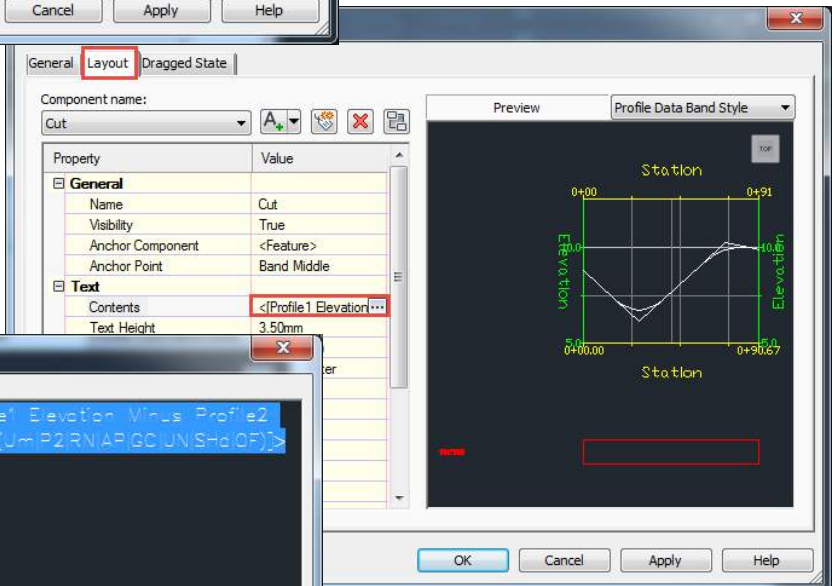 Cancel Apply Help
General Layout Dragged State
Component name:
Cut
Property Value
General
Name Cut
Visibility True
Anchor Component <Feature>
Anchor Point Band Middle
Text
Contents <[Profile1 Elevation ...
Text Height 3.50mm
Preview Profile Data Band Style
TOP
Station
0+00 0+91
Elevation
10.0
Elevation
5.0 5.0
0+00.00 0+90.67
Station
e1 Elevation Minus Profile2
(Um|P2|RN|AP|GC|UN|SHd|OF)]>
OK Cancel Apply Help